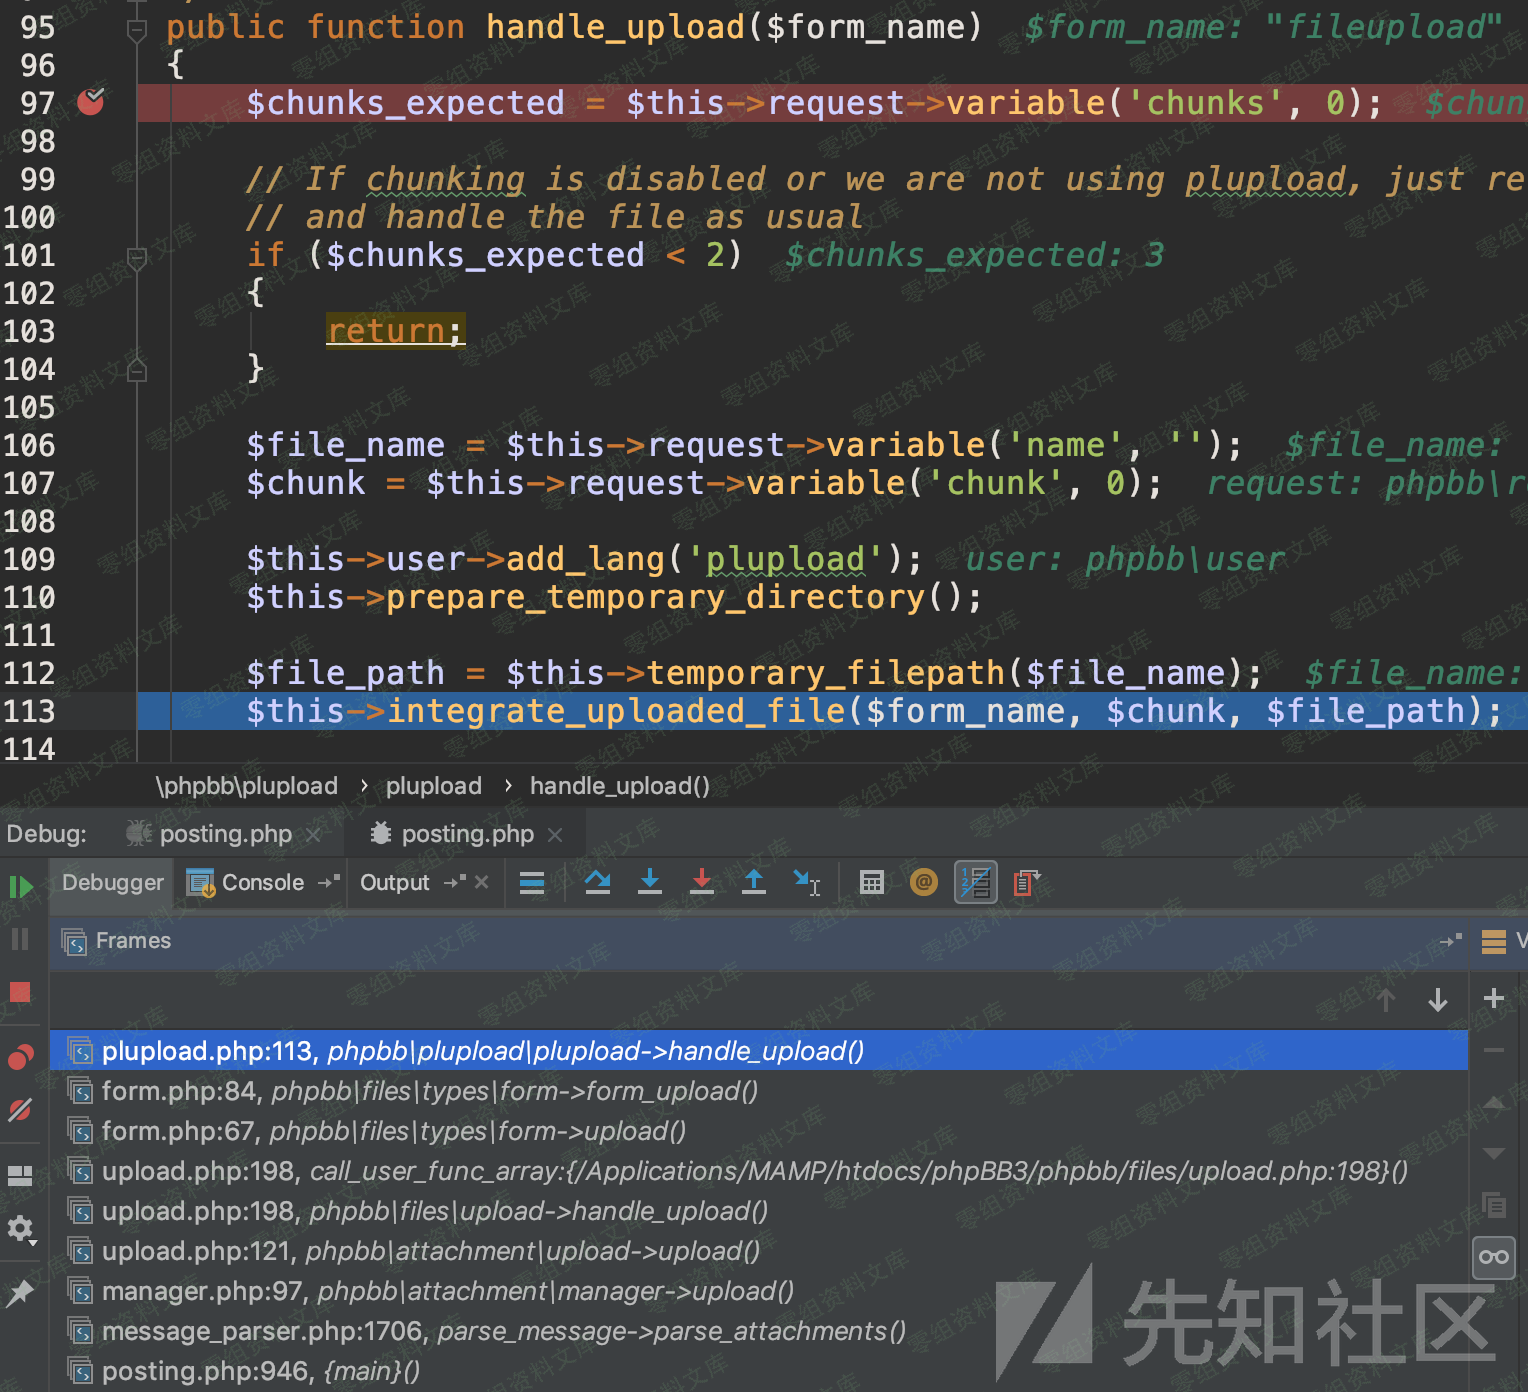 95 public function handle_upload($form_name) $form_name: "fileupload"
96 {
97 $chunks_expected = $this->request->variable('chunks', 0); $chun
98
99 // If chunking is disabled or we are not using plupload, just re
100 // and handle the file as usual
101 if ($chunks_expected < 2) $chunks_expected: 3
102 {
103 return;
104 }
105
106 $file_name = $this->request->variable('name', ''); $file_name:
107 $chunk = $this->request->variable('chunk', 0); request: phpbb\r
108
109 $this->user->add_lang('plupload'); user: phpbb\user
110 $this->prepare_temporary_directory();
111
112 $file_path = $this->temporary_filepath($file_name); $file_name:
113 $this->integrate_uploaded_file($form_name, $chunk, $file_path);
114
\phpbb\plupload › plupload › handle_upload()
Debug: posting.php × posting.php ×
Debugger Console Output
Frames V
plupload.php:113, phpbb\plupload\plupload->handle_upload()
form.php:84, phpbb\files\types\form->form_upload()
form.php:67, phpbb\files\types\form->upload()
upload.php:198, call_user_func_array:{/Applications/MAMP/htdocs/phpBB3/phpbb/files/upload.php:198}()
upload.php:198, phpbb\files\upload->handle_upload()
upload.php:121, phpbb\attachment\upload->upload()
manager.php:97, phpbb\attachment\manager->upload()
message_parser.php:1706, parse_message->parse_attachments()
posting.php:946, {main}()
先知社区
零组资料文库